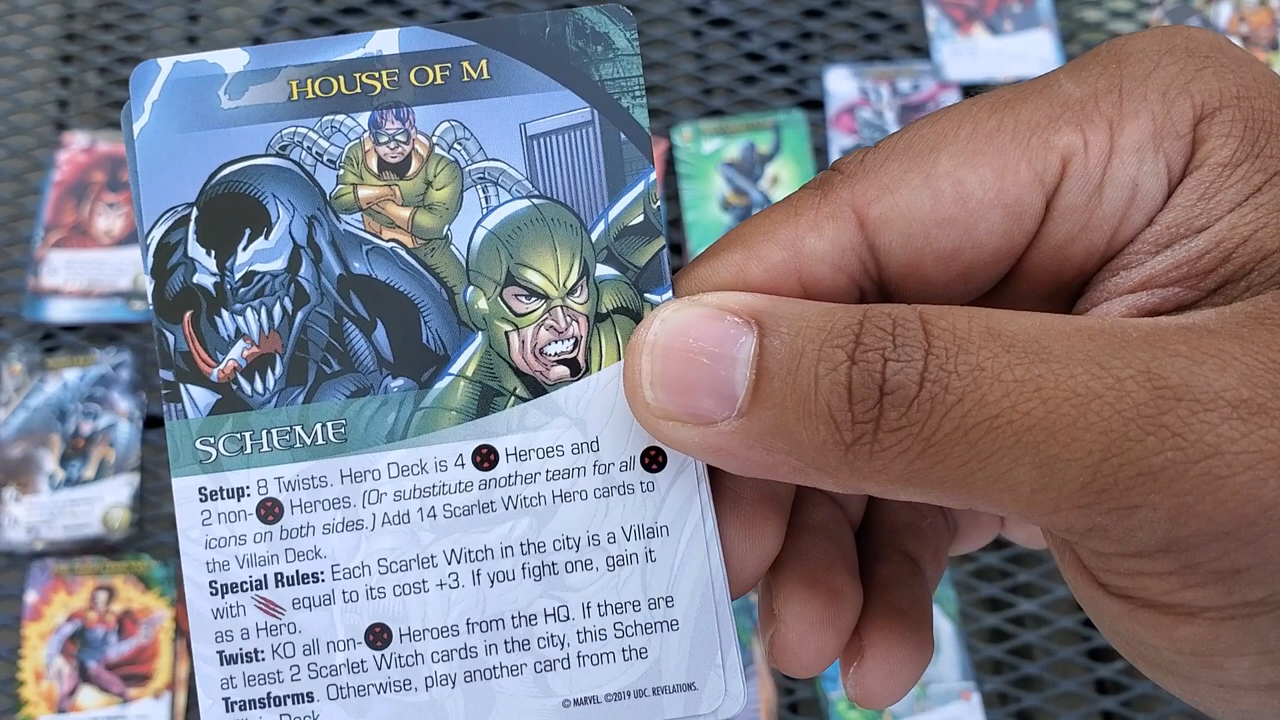 HOUSE OF M
SCHEME
Setup: 8 Twists. Hero Deck is 4 Heroes and
2 non- Heroes. (Or substitute another team for all
icons on both sides.) Add 14 Scarlet Witch Hero cards to
the Villain Deck.
Special Rules: Each Scarlet Witch in the city is a Villain
with equal to its cost +3. If you fight one, gain it
as a Hero.
Twist: KO all non- Heroes from the HQ. If there are
at least 2 Scarlet Witch cards in the city, this Scheme
Transforms. Otherwise, play another card from the
Villain Deck.
© MARVEL. ©2019 UDC. REVELATIONS.